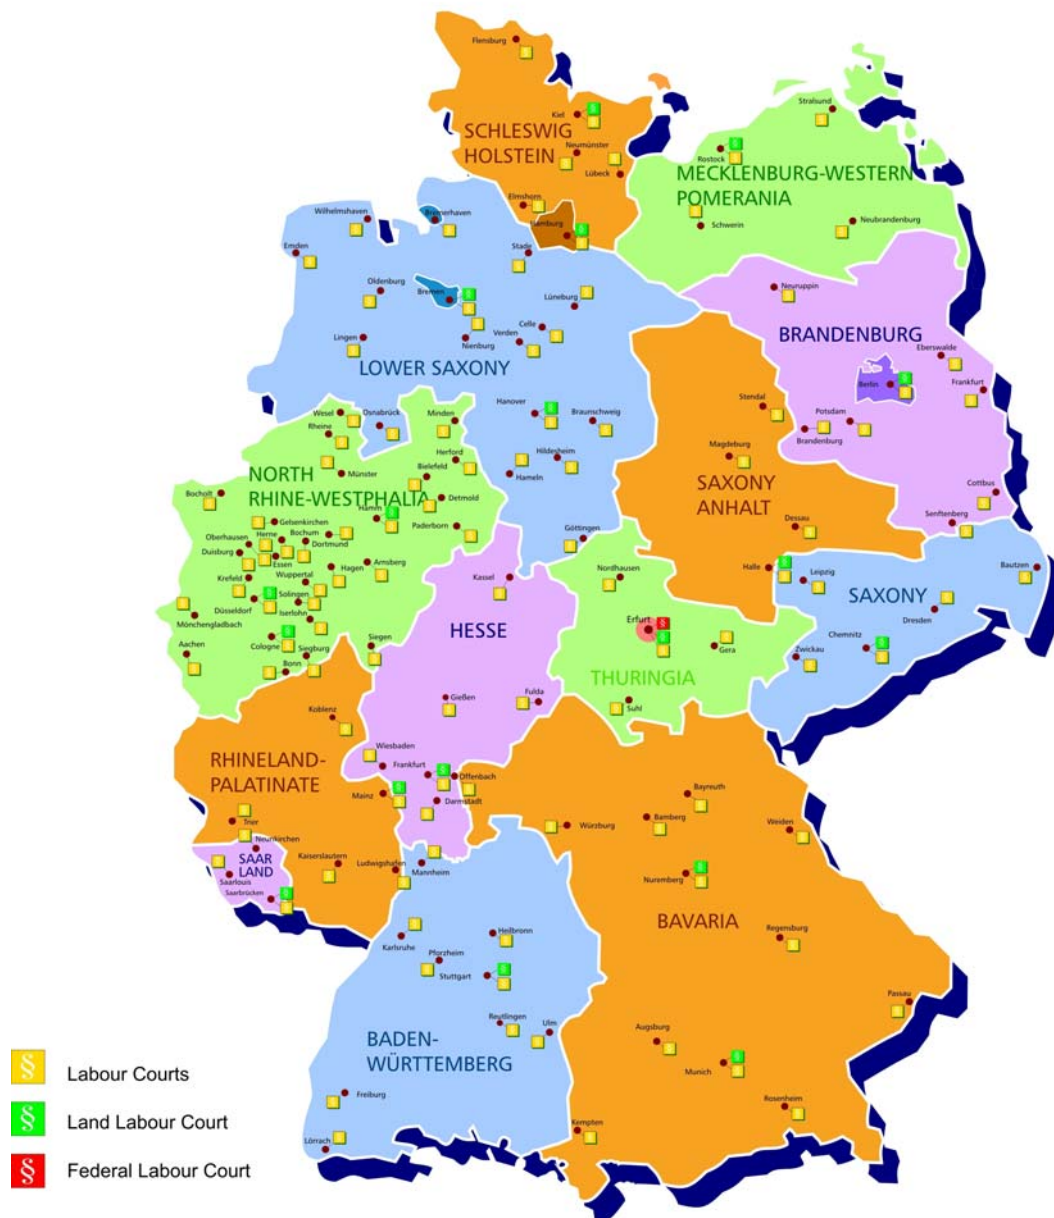 Flensburg
Kiel
SCHLESWIG
HOLSTEIN
Neumünster
Lübeck
Elmshorn
Hamburg
Stralsund
Rostock
MECKLENBURG-WESTERN
POMERANIA
Schwerin
Neubrandenburg
Wilhelmshaven
Bremerhaven
Emden
Stade
Oldenburg
Bremen
Lüneburg
Lingen
Nienburg
Verden
Celle
LOWER SAXONY
Hanover
Braunschweig
Osnabrück
Hildesheim
Hameln
Göttingen
Neuruppin
BRANDENBURG
Eberswalde
Berlin
Frankfurt
Potsdam
Brandenburg
Cottbus
Senftenberg
Stendal
Magdeburg
SAXONY
ANHALT
Dessau
Halle
Wesel
Rheine
Minden
Münster
Herford
Bielefeld
NORTH
RHINE-WESTPHALIA
Bocholt
Detmold
Hamm
Paderborn
Gelsenkirchen
Oberhausen
Herne
Bochum
Dortmund
Duisburg
Essen
Krefeld
Hagen
Arnsberg
Wuppertal
Düsseldorf
Solingen
Iserlohn
Mönchengladbach
Cologne
Aachen
Siegburg
Bonn
Siegen
Kassel
HESSE
Gießen
Fulda
Wiesbaden
Frankfurt
Offenbach
Darmstadt
Nordhausen
Erfurt
Gera
THURINGIA
Suhl
Leipzig
Bautzen
SAXONY
Dresden
Chemnitz
Zwickau
Koblenz
RHINELAND-
PALATINATE
Mainz
Trier
Kaiserslautern
Ludwigshafen
Neunkirchen
SAAR
LAND
Saarlouis
Saarbrücken
Mannheim
Karlsruhe
Heilbronn
Pforzheim
Stuttgart
Reutlingen
Ulm
BADEN-
WÜRTTEMBERG
Freiburg
Lörrach
Würzburg
Bayreuth
Bamberg
Weiden
Nuremberg
BAVARIA
Regensburg
Passau
Augsburg
Munich
Rosenheim
Kempten
§ Labour Courts
§ Land Labour Court
§ Federal Labour Court